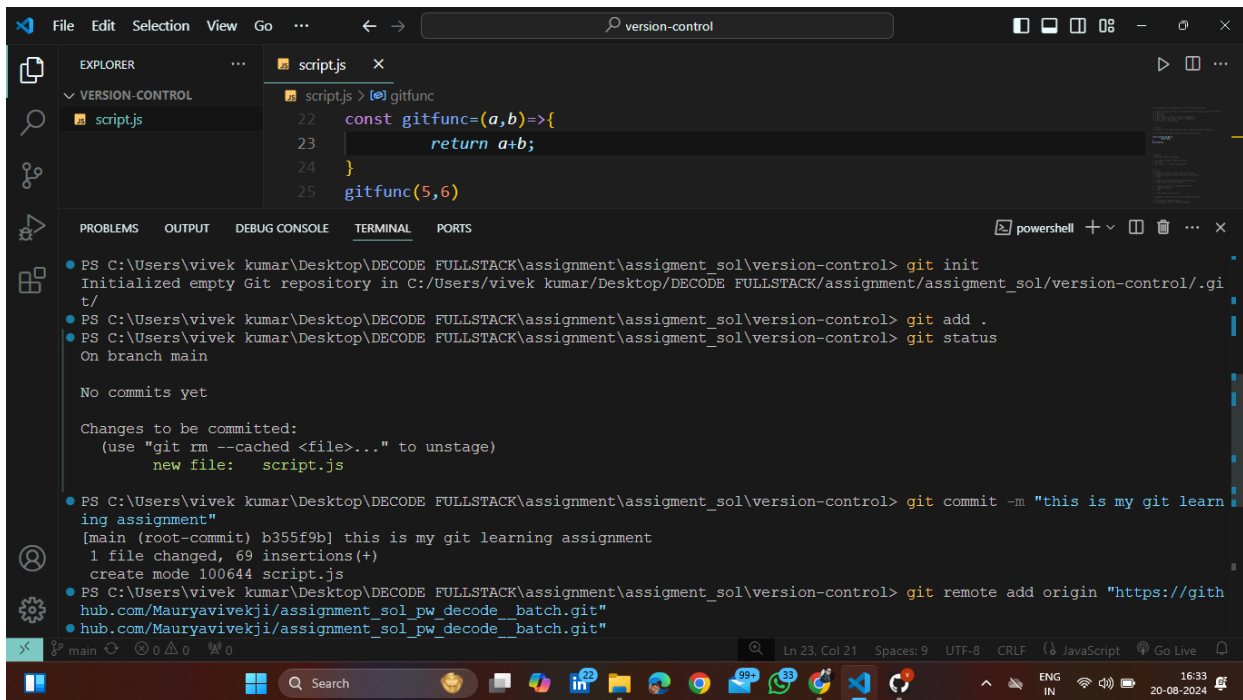 File Edit Selection View Go ... version-control
EXPLORER ... JS script.js
VERSION-CONTROL JS script.js > gitfunc
JS script.js
22 const gitfunc=(a,b)=>{
23 return a+b;
24 }
25 gitfunc(5,6)
PROBLEMS OUTPUT DEBUG CONSOLE TERMINAL PORTS powershell
PS C:\Users\vivek kumar\Desktop\DECODE FULLSTACK\assignment\assigment_sol\version-control> git init
Initialized empty Git repository in C:/Users/vivek kumar/Desktop/DECODE FULLSTACK/assignment/assigment_sol/version-control/.gi
t/
PS C:\Users\vivek kumar\Desktop\DECODE FULLSTACK\assignment\assigment_sol\version-control> git add .
PS C:\Users\vivek kumar\Desktop\DECODE FULLSTACK\assignment\assigment_sol\version-control> git status
On branch main
No commits yet
Changes to be committed:
(use "git rm --cached <file>..." to unstage)
new file: script.js
PS C:\Users\vivek kumar\Desktop\DECODE FULLSTACK\assignment\assigment_sol\version-control> git commit -m "this is my git learn
ing assignment"
[main (root-commit) b355f9b] this is my git learning assignment
1 file changed, 69 insertions(+)
create mode 100644 script.js
PS C:\Users\vivek kumar\Desktop\DECODE FULLSTACK\assignment\assigment_sol\version-control> git remote add origin "https://gith
hub.com/Mauryavivekji/assignment_sol_pw_decode__batch.git"
hub.com/Mauryavivekji/assignment_sol_pw_decode__batch.git"
main 0 0 0 Ln 23, Col 21 Spaces: 9 UTF-8 CRLF JavaScript Go Live
Search 22 99+ 33 ENG 16:33
IN 20-08-2024